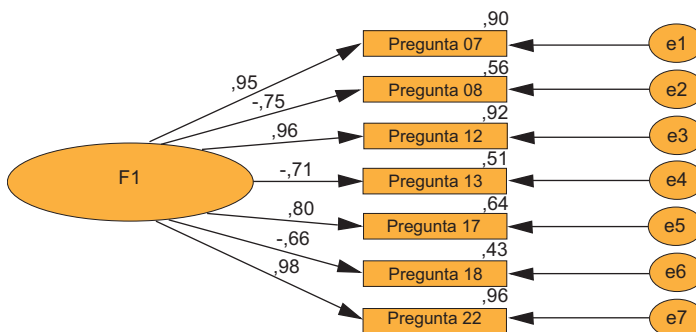 ,90
Pregunta 07
e1
,95
,56
Pregunta 08
e2
-,75
,92
Pregunta 12
e3
,96
,51
F1
-,71
Pregunta 13
e4
,64
,80
Pregunta 17
e5
,43
-,66
Pregunta 18
e6
,96
,98
Pregunta 22
e7